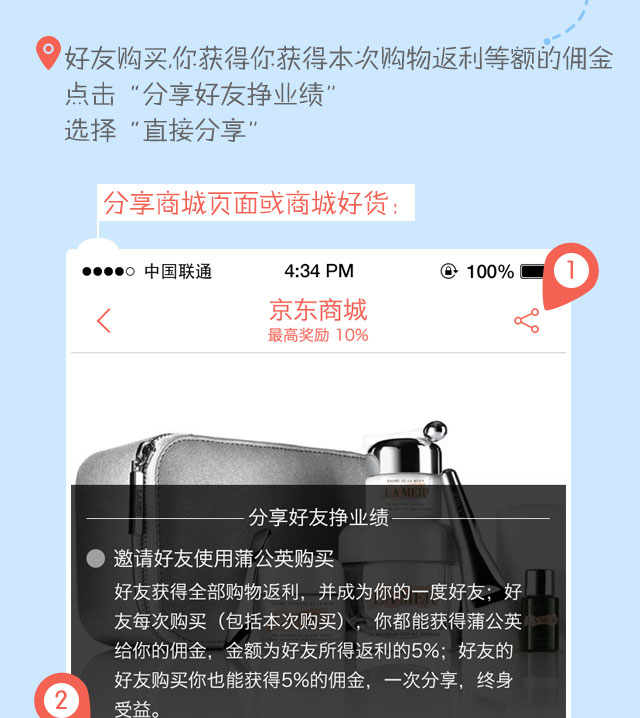 好友购买,你获得你获得本次购物返利等额的佣金
点击“分享好友挣业绩”
选择“直接分享”
分享商城页面或商城好货：
中国联通 4:34 PM 100%
1
京东商城
最高奖励 10%
LA MER
分享好友挣业绩
邀请好友使用蒲公英购买
好友获得全部购物返利，并成为你的一度好友；好
友每次购买（包括本次购买），你都能获得蒲公英
给你的佣金，金额为好友所得返利的5%；好友的
好友购买你也能获得5%的佣金，一次分享，终身
2
受益。